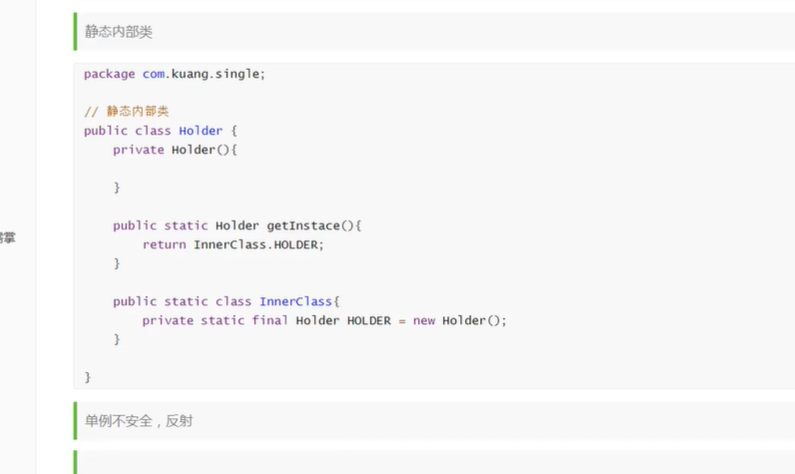 静态内部类
package com.kuang.single;
// 静态内部类
public class Holder {
private Holder(){
}
public static Holder getInstace(){
return InnerClass.HOLDER;
}
public static class InnerClass{
private static final Holder HOLDER = new Holder();
}
}
掌
单例不安全，反射